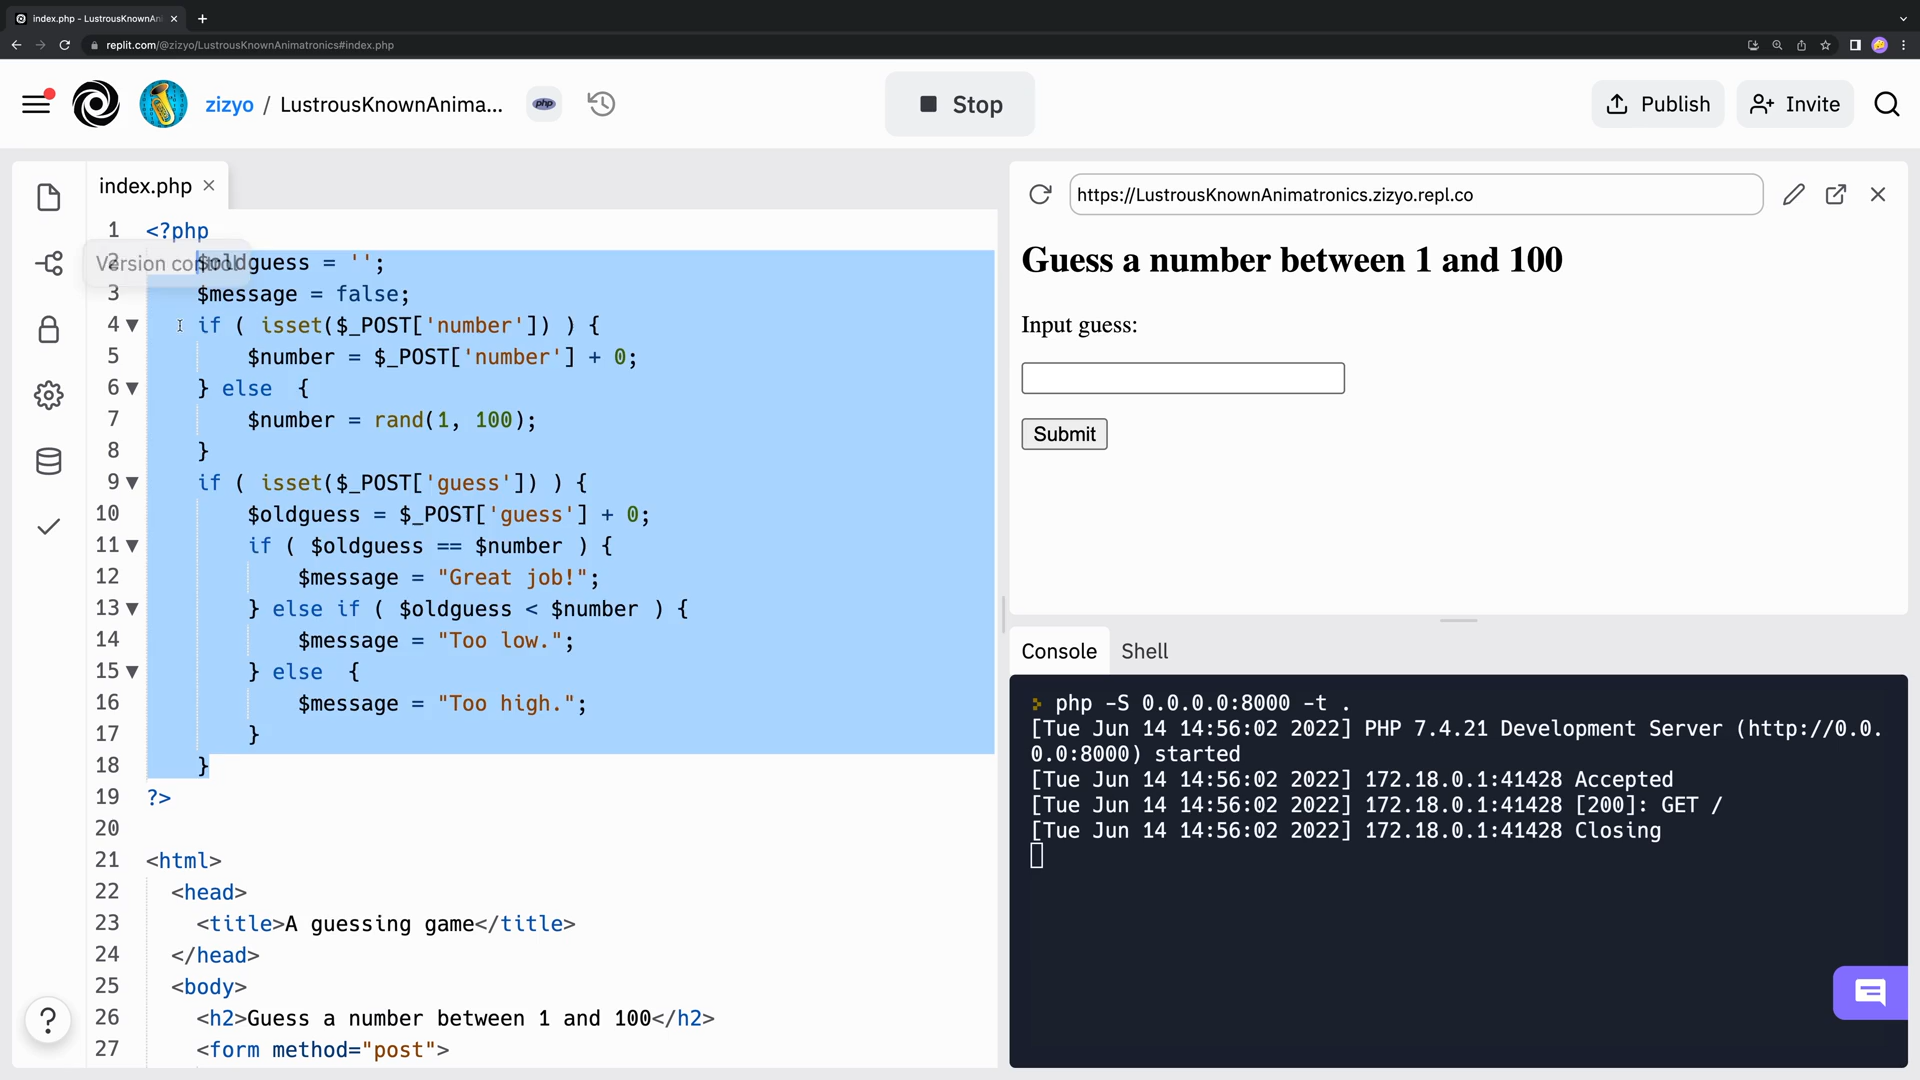 index.php - LustrousKnownAni
replit.com/@zizyo/LustrousKnownAnimatronics#index.php
zizyo / LustrousKnownAnima...
php
Stop
Publish
Invite
index.php
1 <?php
Version control
2 $oldguess = '';
3 $message = false;
4 if ( isset($_POST['number']) ) {
5 $number = $_POST['number'] + 0;
6 } else  {
7 $number = rand(1, 100);
8 }
9 if ( isset($_POST['guess']) ) {
10 $oldguess = $_POST['guess'] + 0;
11 if ( $oldguess == $number ) {
12 $message = "Great job!";
13 } else if ( $oldguess < $number ) {
14 $message = "Too low.";
15 } else  {
16 $message = "Too high.";
17 }
18 }
19 ?>
20
21 <html>
22 <head>
23 <title>A guessing game</title>
24 </head>
25 <body>
26 <h2>Guess a number between 1 and 100</h2>
27 <form method="post">
?
https://LustrousKnownAnimatronics.zizyo.repl.co
Guess a number between 1 and 100
Input guess:
Submit
Console
Shell
php -S 0.0.0.0:8000 -t .
[Tue Jun 14 14:56:02 2022] PHP 7.4.21 Development Server (http://0.0.
0.0:8000) started
[Tue Jun 14 14:56:02 2022] 172.18.0.1:41428 Accepted
[Tue Jun 14 14:56:02 2022] 172.18.0.1:41428 [200]: GET /
[Tue Jun 14 14:56:02 2022] 172.18.0.1:41428 Closing